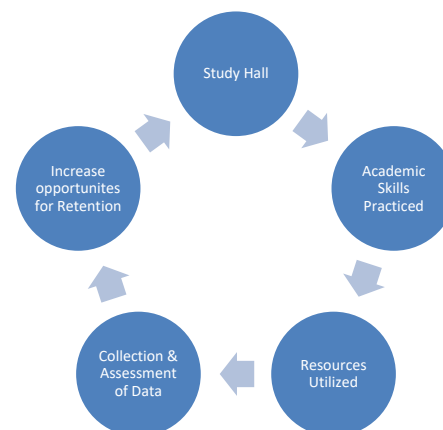 Study Hall
Academic
Skills
Practiced
Resources
Utilized
Collection &
Assessment
of Data
Increase
opportunites
for Retention